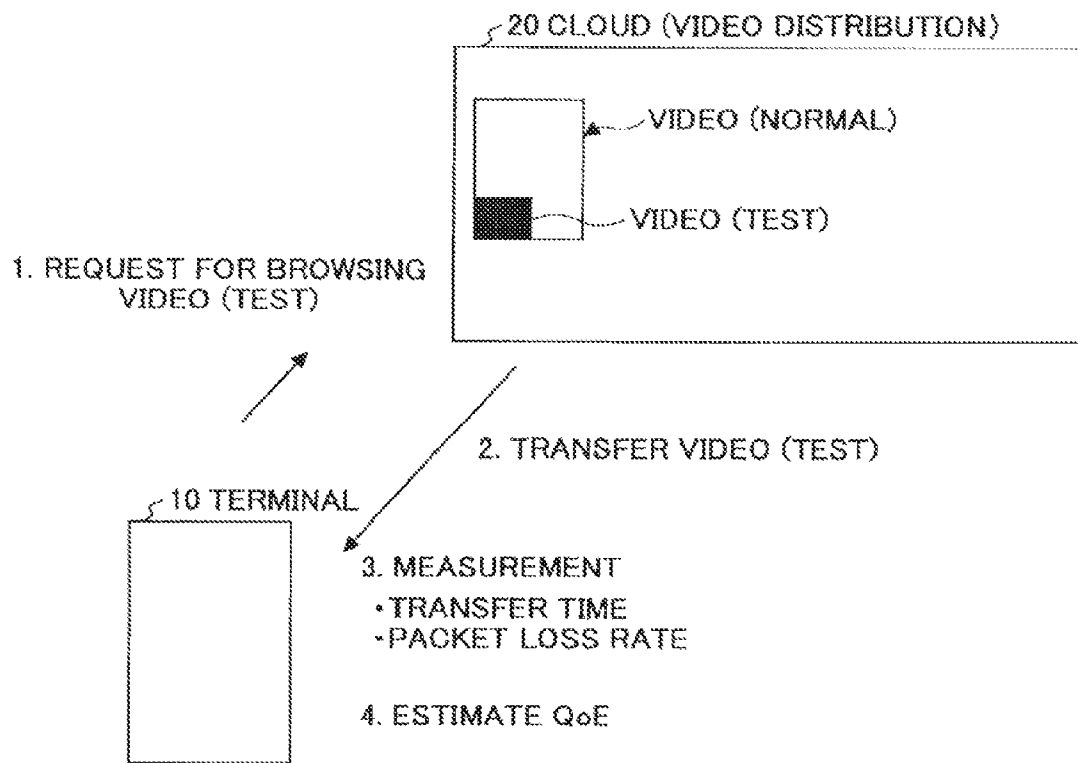 20 CLOUD (VIDEO DISTRIBUTION)
VIDEO (NORMAL)
VIDEO (TEST)
1. REQUEST FOR BROWSING
VIDEO (TEST)
2. TRANSFER VIDEO (TEST)
10 TERMINAL
3. MEASUREMENT
・TRANSFER TIME
・PACKET LOSS RATE
4. ESTIMATE QoE